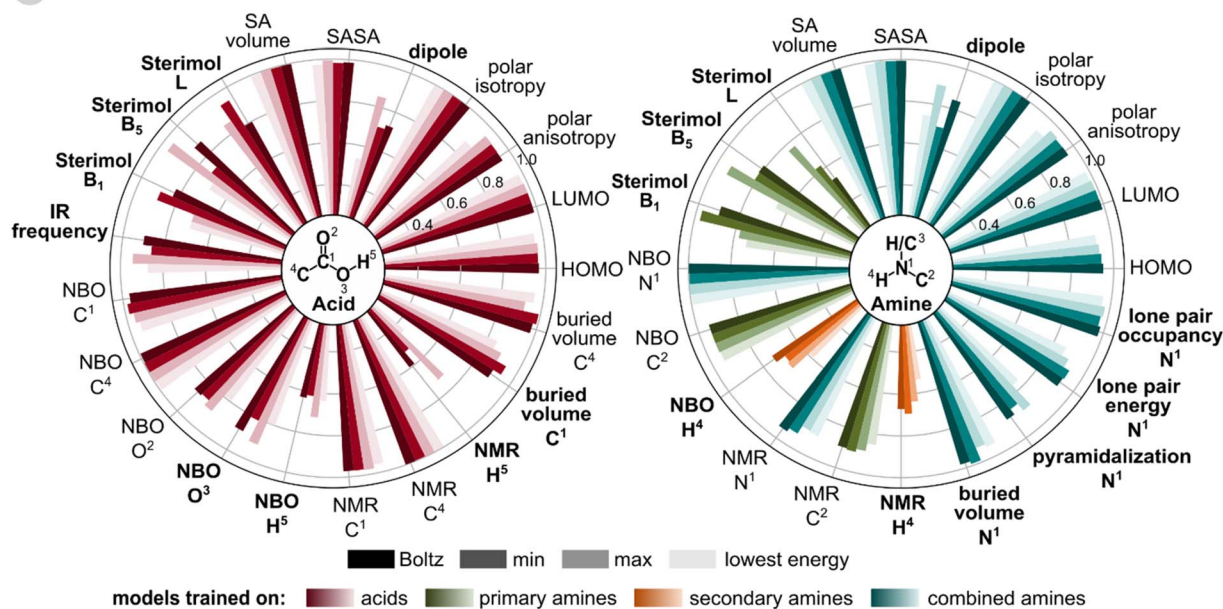 SA
volume
SASA
dipole
polar
isotropy
polar
anisotropy
LUMO
HOMO
buried
volume
C⁴
buried
volume
C¹
NMR
H⁵
NMR
C⁴
NMR
C¹
NBO
H⁵
NBO
O³
NBO
O²
NBO
C⁴
NBO
C¹
IR
frequency
Sterimol
B₁
Sterimol
B₅
Sterimol
L
1.0
0.8
0.6
0.4
O²
⁴C C¹ O H⁵
3
Acid
SA
volume
SASA
dipole
polar
isotropy
polar
anisotropy
LUMO
HOMO
lone pair
occupancy
N¹
lone pair
energy
N¹
pyramidalization
N¹
buried
volume
N¹
NMR
H⁴
NMR
C²
NMR
N¹
NBO
H⁴
NBO
C²
NBO
N¹
Sterimol
B₁
Sterimol
B₅
Sterimol
L
1.0
0.8
0.6
0.4
H/C³
⁴H N¹ C²
Amine
Boltz min max lowest energy
models trained on: acids primary amines secondary amines combined amines